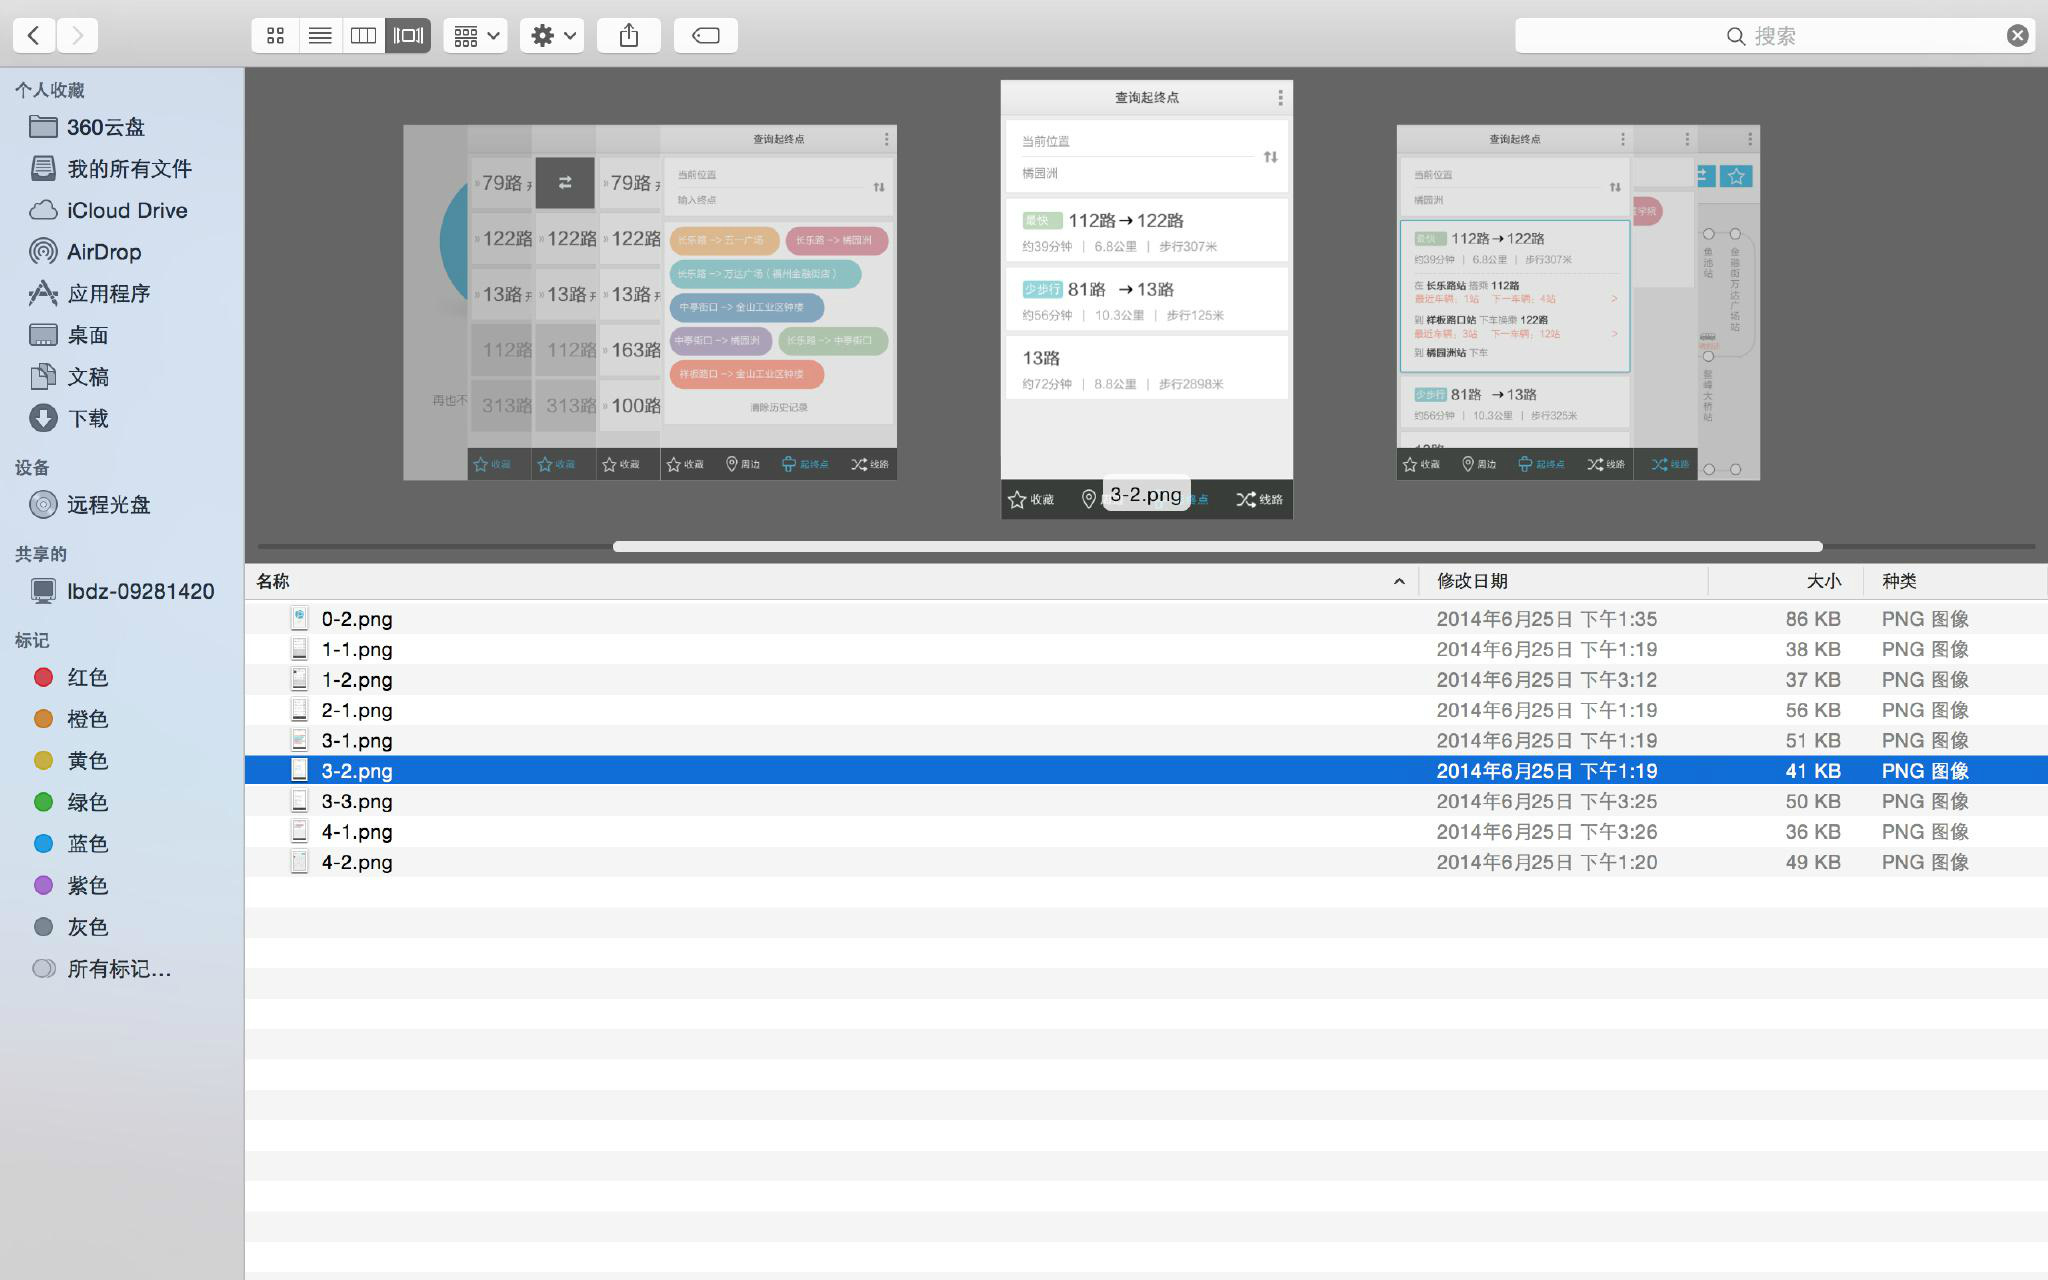 搜索
个人收藏
360云盘
我的所有文件
iCloud Drive
AirDrop
应用程序
桌面
文稿
下载
设备
远程光盘
共享的
lbdz-09281420
标记
红色
橙色
黄色
绿色
蓝色
紫色
灰色
所有标记...
再也不
79路
122路
13路
112路
313路
收藏
79路
122路
13路
163路
100路
收藏
122路
13路
112路
313路
收藏
查询起终点
当前位置
输入终点
长乐路 -> 五一广场
长乐路 -> 橘园洲
长乐路 -> 万达广场（福州金融街店）
中亭街口 -> 金山工业区钟楼
中亭街口 -> 橘园洲
长乐路 -> 中亭街口
祥板路口 -> 金山工业区钟楼
清除历史记录
收藏 周边 起终点 线路
查询起终点
当前位置
橘园洲
最快 112路→122路
约39分钟 | 6.8公里 | 步行307米
少步行 81路 →13路
约56分钟 | 10.3公里 | 步行125米
13路
约72分钟 | 8.8公里 | 步行2898米
收藏 终点 线路
3-2.png
查询起终点
当前位置
橘园洲
最快 112路→122路
约39分钟 | 6.8公里 | 步行307米
在 长乐路站 搭乘 112路
最近车辆：1站 下一车辆：4站 >
到 祥板路口站 下车换乘 122路
最近车辆：3站 下一车辆：12站 >
到 橘园洲站 下车
少步行 81路 →13路
约56分钟 | 10.3公里 | 步行325米
收藏 周边 起终点 线路
线路
学院
鱼池站
金融街万达广场站
鳌峰大桥站
名称 修改日期 大小 种类
0-2.png 2014年6月25日 下午1:35 86 KB PNG 图像
1-1.png 2014年6月25日 下午1:19 38 KB PNG 图像
1-2.png 2014年6月25日 下午3:12 37 KB PNG 图像
2-1.png 2014年6月25日 下午1:19 56 KB PNG 图像
3-1.png 2014年6月25日 下午1:19 51 KB PNG 图像
3-2.png 2014年6月25日 下午1:19 41 KB PNG 图像
3-3.png 2014年6月25日 下午3:25 50 KB PNG 图像
4-1.png 2014年6月25日 下午3:26 36 KB PNG 图像
4-2.png 2014年6月25日 下午1:20 49 KB PNG 图像